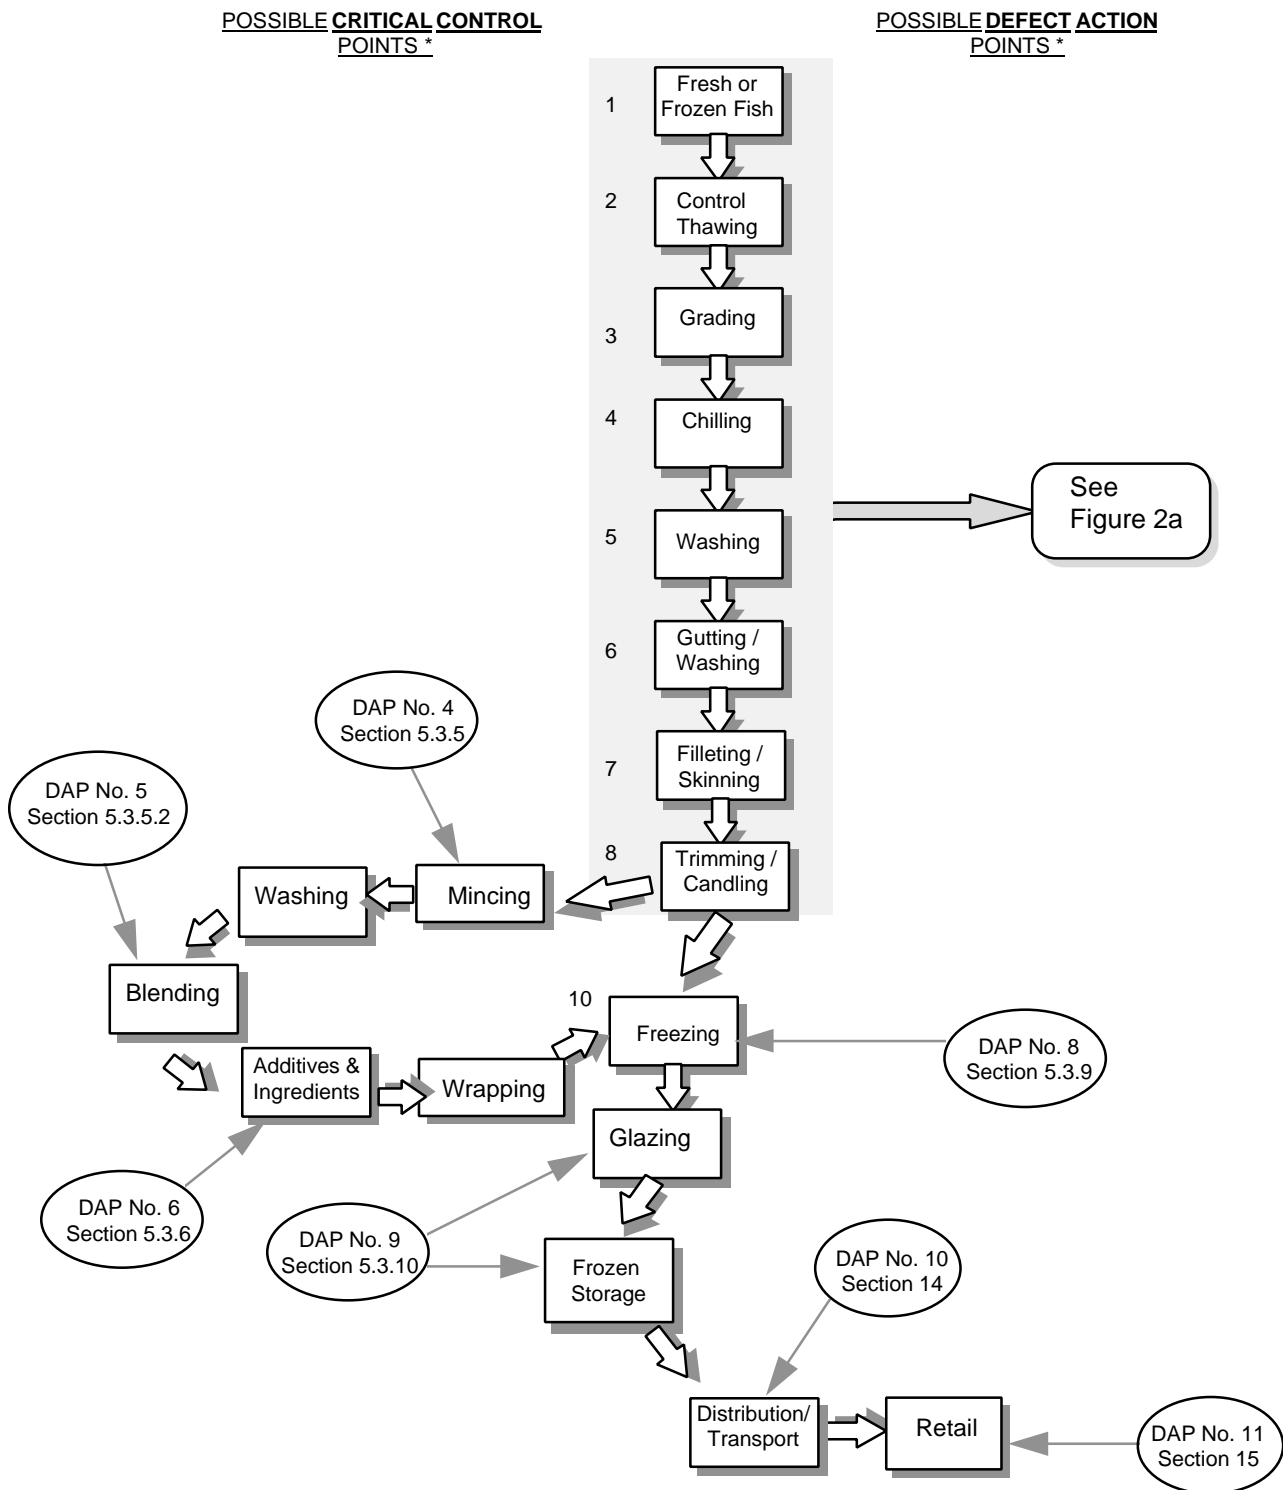 POSSIBLE CRITICAL CONTROL
POINTS *
POSSIBLE DEFECT ACTION
POINTS *
1
Fresh or
Frozen Fish
2
Control
Thawing
3
Grading
4
Chilling
See
Figure 2a
5
Washing
6
Gutting /
Washing
DAP No. 4
Section 5.3.5
7
Filleting /
Skinning
DAP No. 5
Section 5.3.5.2
8
Trimming /
Candling
Washing
Mincing
Blending
10
Freezing
DAP No. 8
Section 5.3.9
Additives &
Ingredients
Wrapping
Glazing
DAP No. 6
Section 5.3.6
DAP No. 9
Section 5.3.10
Frozen
Storage
DAP No. 10
Section 14
Distribution/
Transport
Retail
DAP No. 11
Section 15